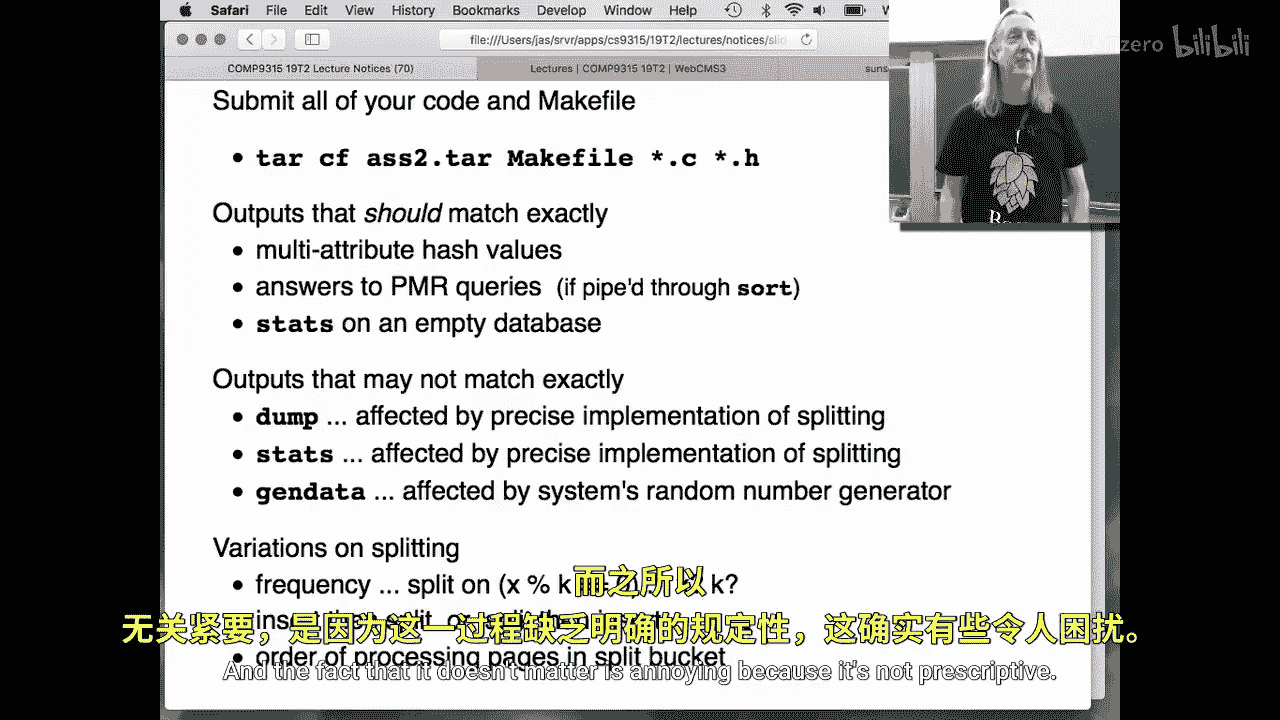 Safari File Edit View History Bookmarks Develop Window Help
zero bilibili
file:///Users/jas/srvr/apps/cs9315/19T2/lectures/notices/slid
COMP9315 19T2 Lecture Notices (70)
Lectures | COMP9315 19T2 | WebCMS3
suns
Submit all of your code and Makefile
• tar cf ass2.tar Makefile *.c *.h
Outputs that should match exactly
• multi-attribute hash values
• answers to PMR queries (if pipe'd through sort)
• stats on an empty database
Outputs that may not match exactly
• dump ... affected by precise implementation of splitting
• stats ... affected by precise implementation of splitting
• gendata ... affected by system's random number generator
Variations on splitting
• frequency ... split on (x % k
k?
而之所以
无关紧要，是因为这一过程缺乏明确的规定性，这确实有些令人困扰。
• order of processing pages in split bucket
And the fact that it doesn't matter is annoying because it's not prescriptive.